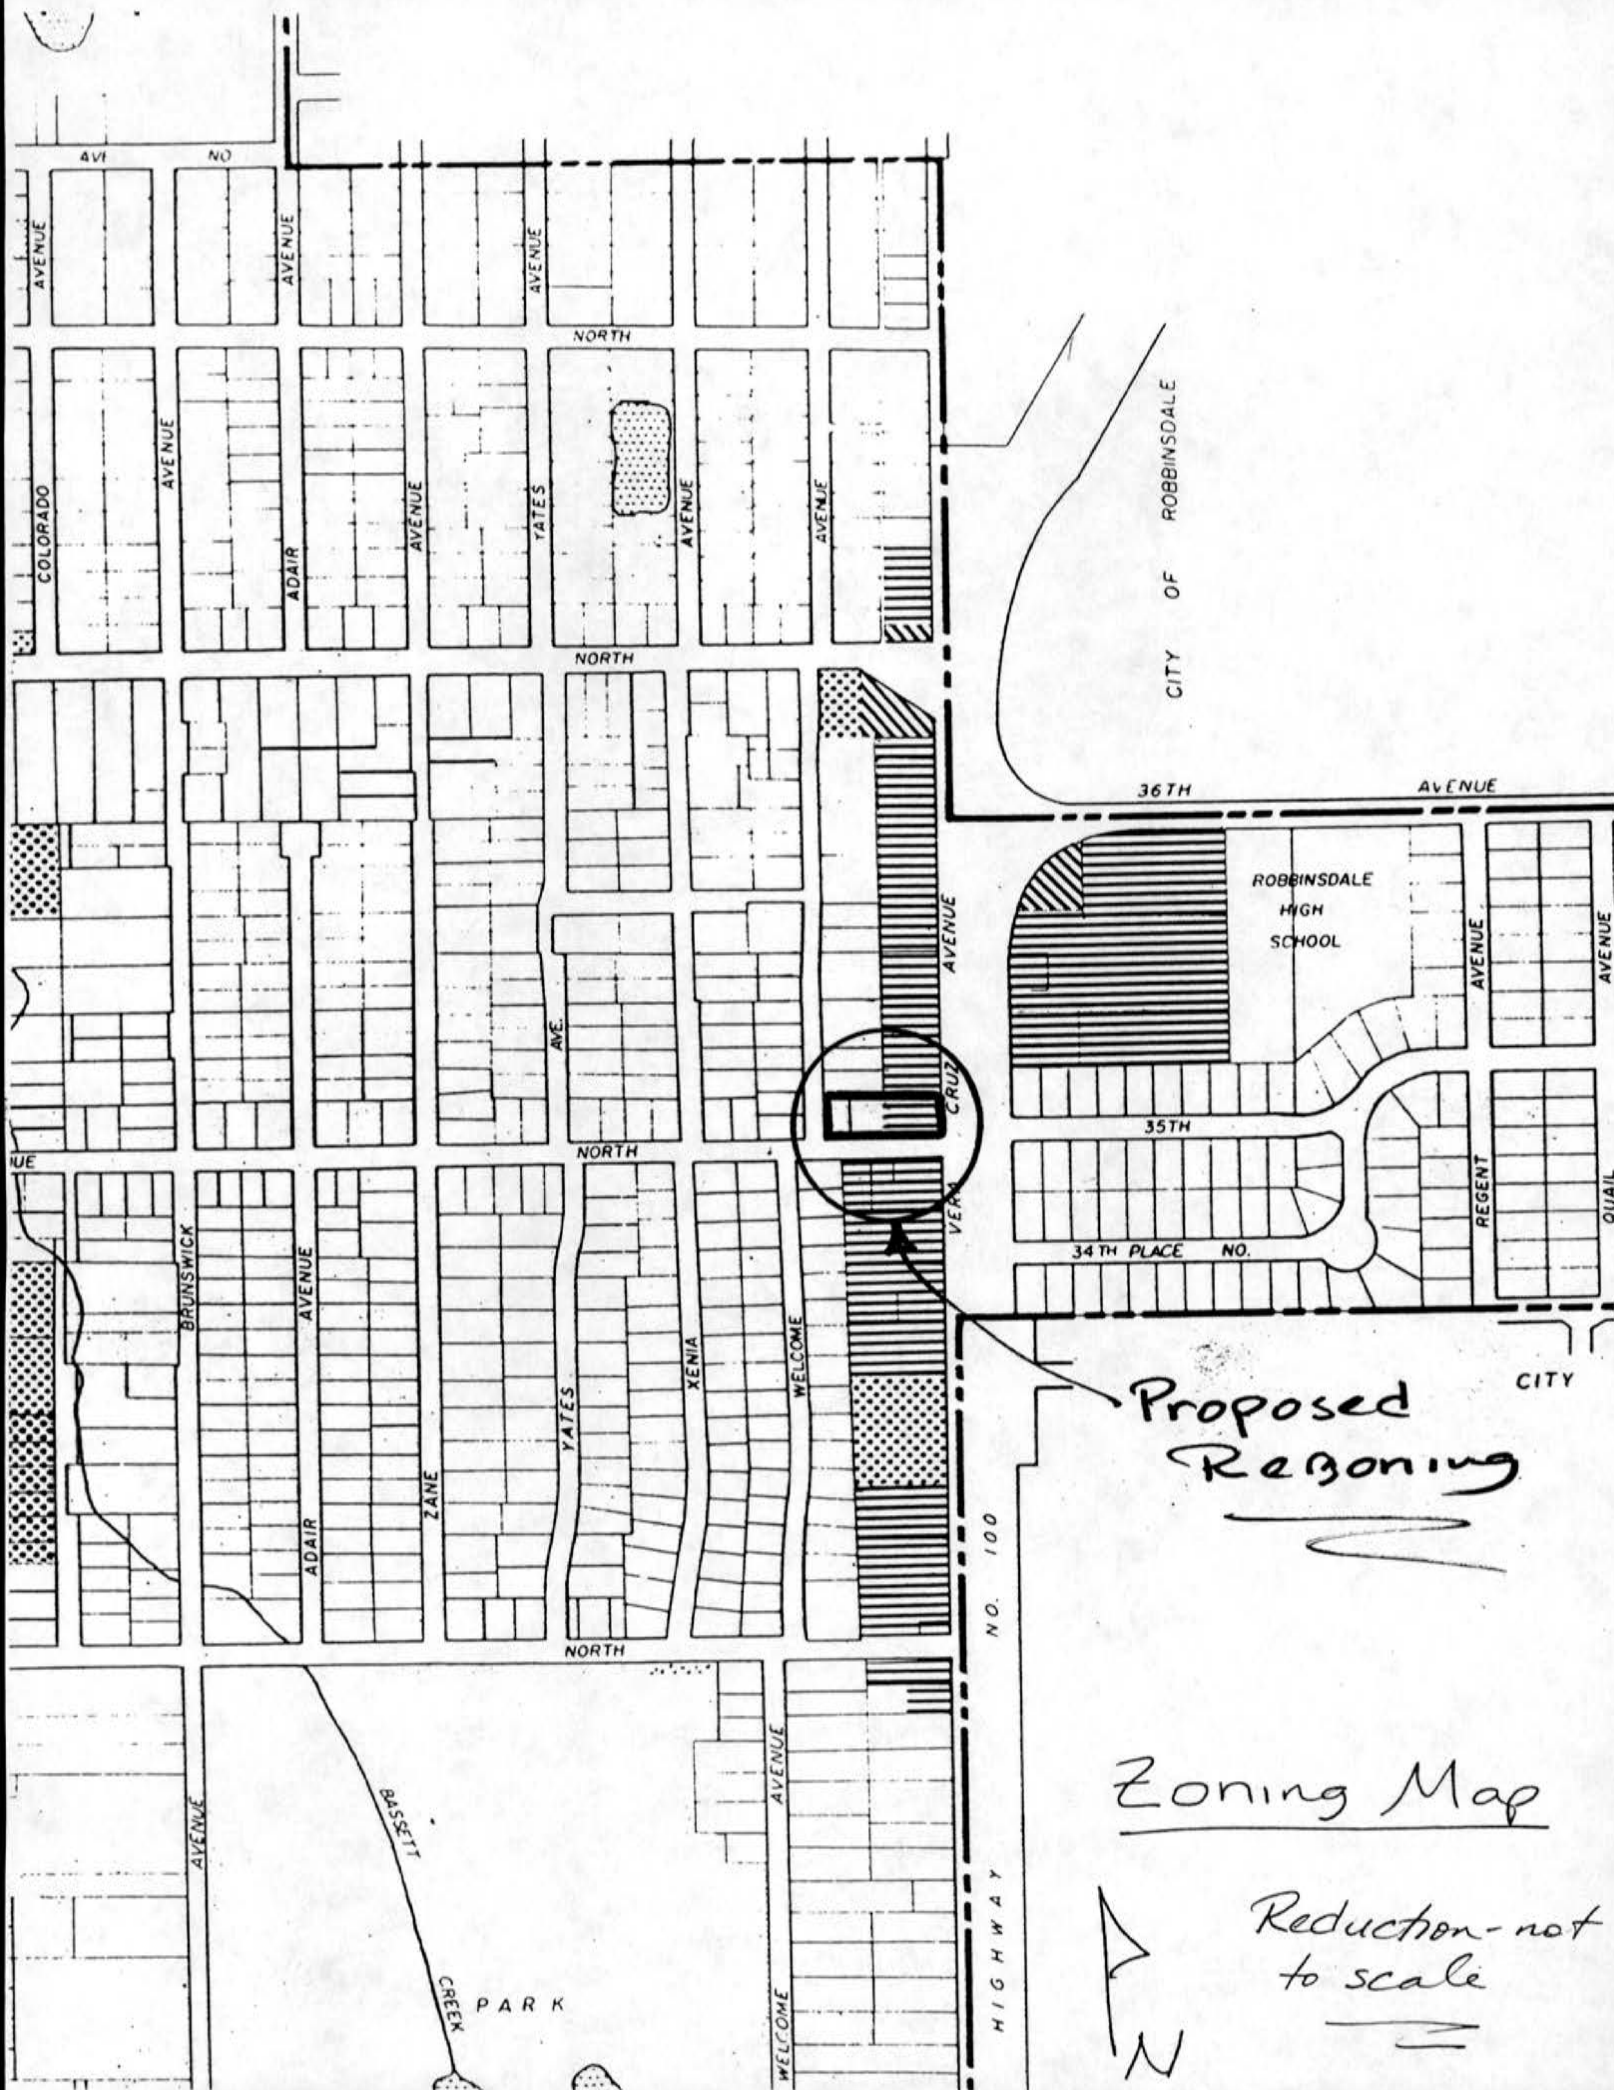 AVE NO
AVENUE
AVENUE
AVENUE
NORTH
COLORADO
AVENUE
ADAIR
AVENUE
YATES
AVENUE
AVENUE
CITY OF ROBBINSDALE
NORTH
36TH AVENUE
ROBBINSDALE
HIGH
SCHOOL
AVENUE
AVENUE
AVENUE
AVE.
CRUZ
VERA
35TH
NORTH
UE
34TH PLACE NO.
REGENT
QUAIL
BRUNSWICK
AVENUE
ADAIR
ZANE
YATES
XENIA
WELCOME
CITY
Proposed
Rezoning
HIGHWAY NO. 100
NORTH
AVENUE
AVENUE
WELCOME
BASSETT
CREEK
PARK
Zoning Map
Reduction - not
to scale
N